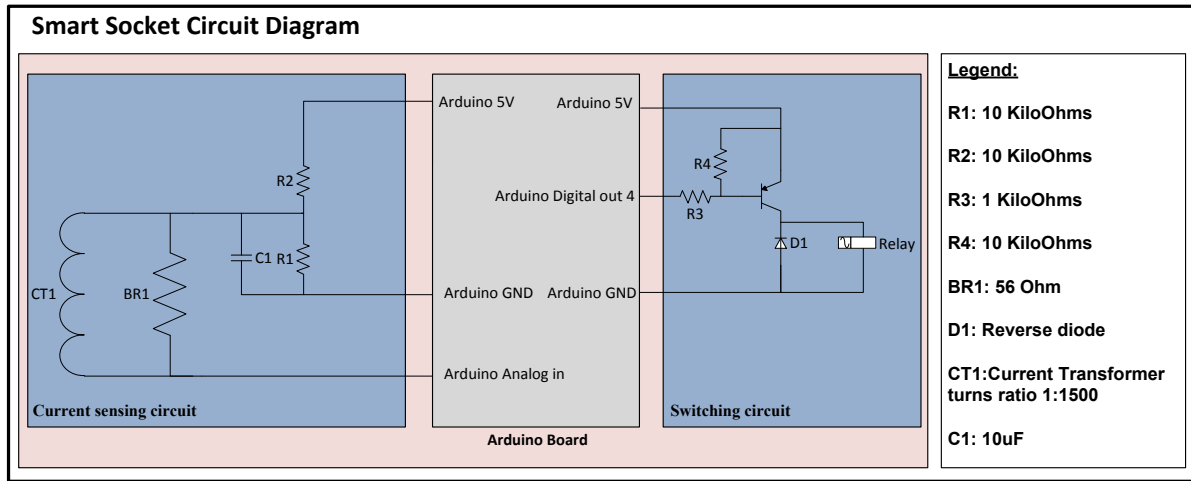 Smart Socket Circuit Diagram
Arduino 5V
R2
C1
R1
CT1
BR1
Arduino GND
Arduino Analog in
Current sensing circuit
Arduino 5V
R4
Arduino Digital out 4
R3
D1
Relay
Arduino GND
Switching circuit
Arduino Board
Legend:
R1: 10 KiloOhms
R2: 10 KiloOhms
R3: 1 KiloOhms
R4: 10 KiloOhms
BR1: 56 Ohm
D1: Reverse diode
CT1:Current Transformer
turns ratio 1:1500
C1: 10uF